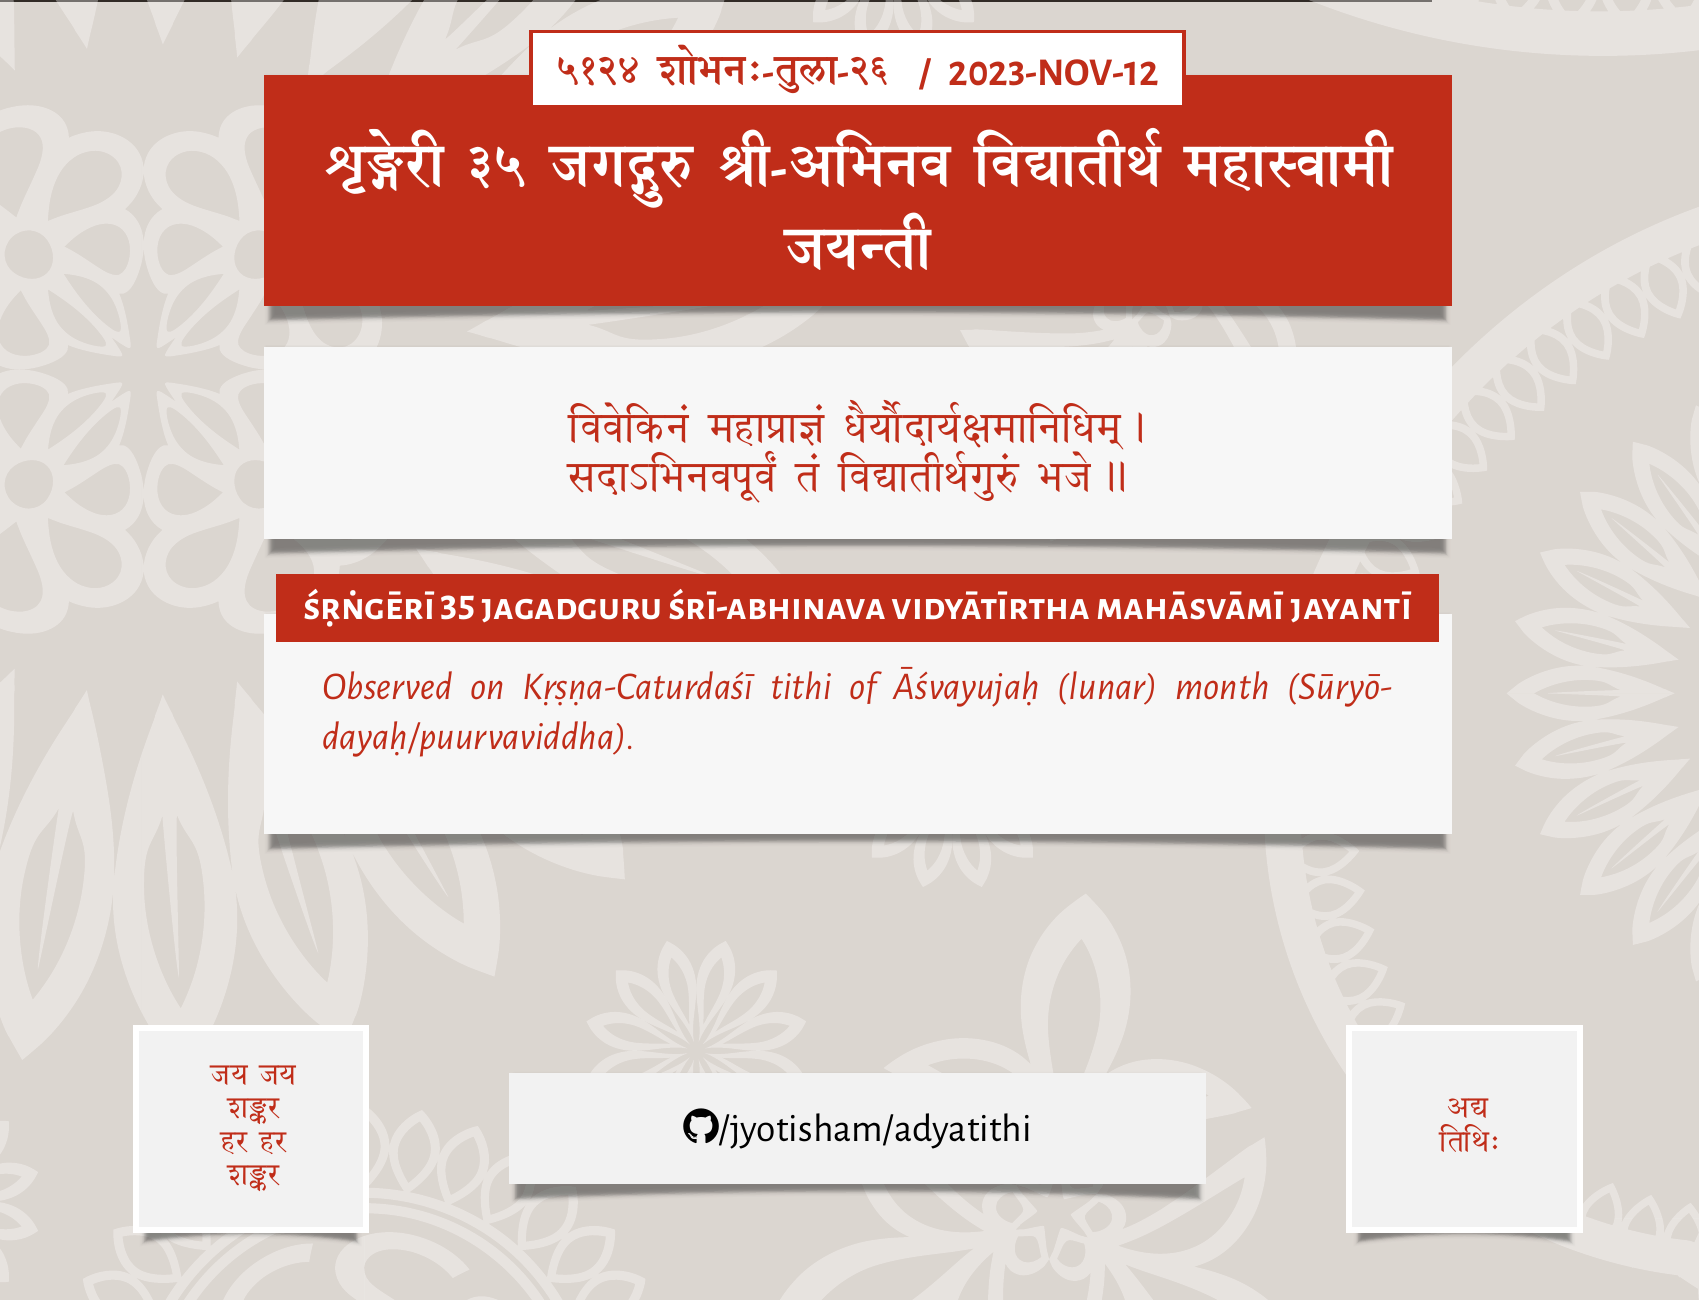 ५१२४ शोभनः-तुला-२६ / 2023-NOV-12
शृङ्गेरी ३५ जगद्गुरु श्री-अभिनव विद्यातीर्थ महास्वामी
जयन्ती
विवेकिनं महाप्राज्ञं धैर्यौदार्यक्षमानिधिम् ।
सदाऽभिनवपूर्वं तं विद्यातीर्थगुरुं भजे ॥
ŚṚṄGĒRĪ 35 JAGADGURU ŚRĪ-ABHINAVA VIDYĀTĪRTHA MAHĀSVĀMĪ JAYANTĪ
Observed on Kṛṣṇa-Caturdaśī tithi of Āśvayujaḥ (lunar) month (Sūryō-
dayaḥ/puurvaviddha).
जय जय
शङ्कर
हर हर
शङ्कर
/jyotisham/adyatithi
अद्य
तिथिः